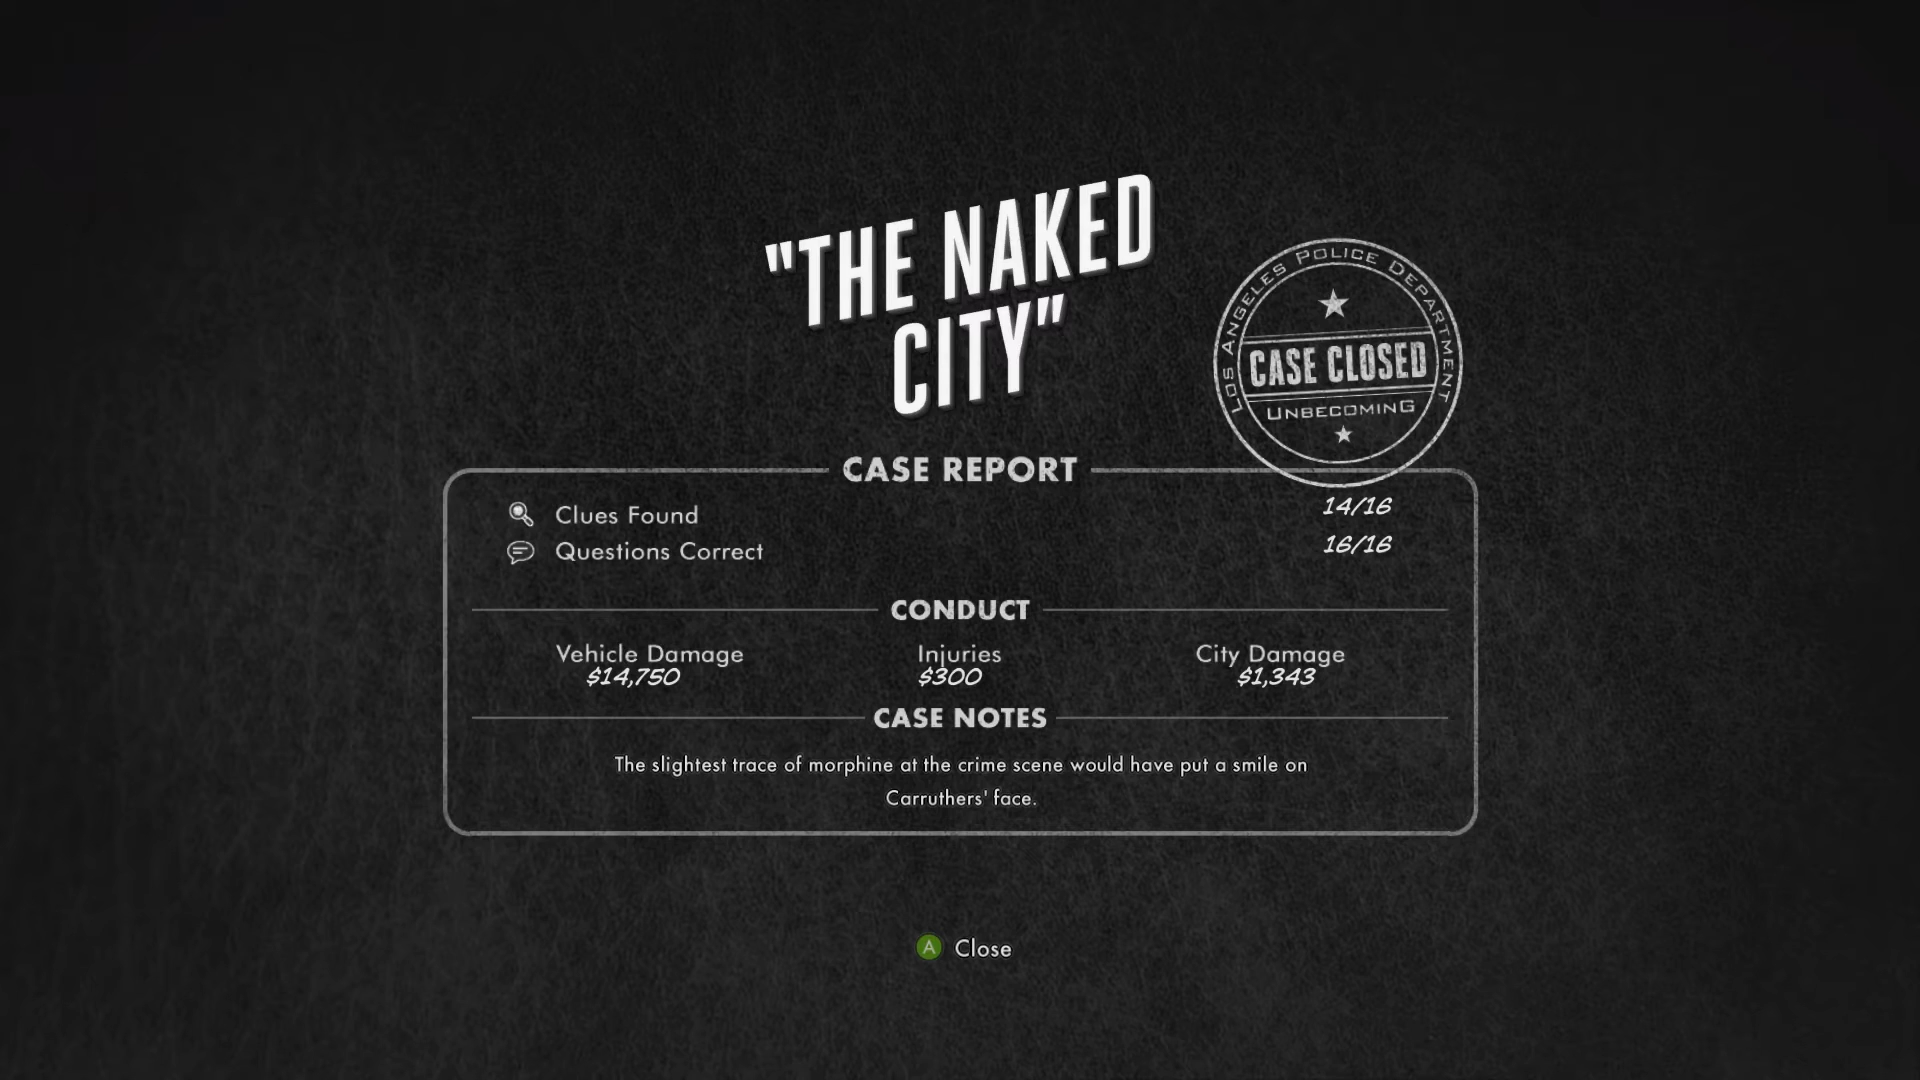 "THE NAKED
CITY"
LOS ANGELES POLICE DEPARTMENT
CASE CLOSED
UNBECOMING
CASE REPORT
Clues Found 14/16
Questions Correct 16/16
CONDUCT
Vehicle Damage Injuries City Damage
$14,750 $300 $1,343
CASE NOTES
The slightest trace of morphine at the crime scene would have put a smile on
Carruthers' face.
A Close